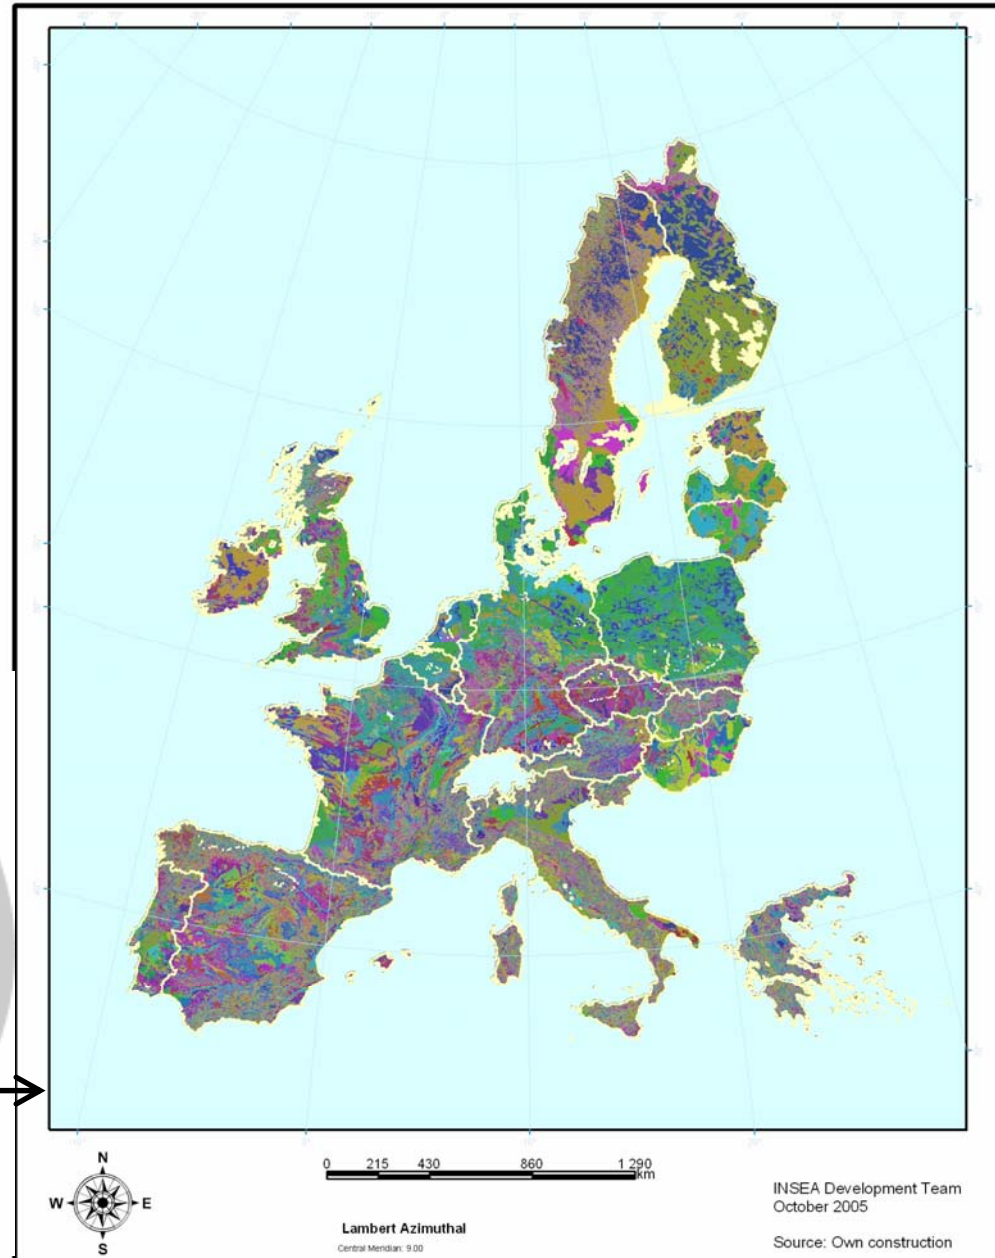 N
W E
S
0 215 430 860 1.290
km
Lambert Azimuthal
Central Meridian: 9.00
INSEA Development Team
October 2005
Source: Own construction